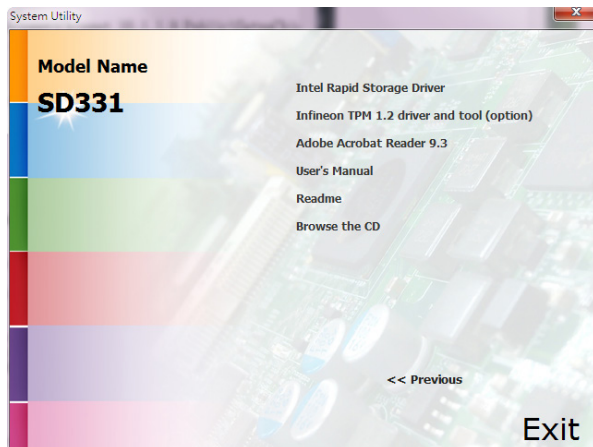 System Utility
Model Name
SD331
Intel Rapid Storage Driver
Infineon TPM 1.2 driver and tool (option)
Adobe Acrobat Reader 9.3
User's Manual
Readme
Browse the CD
<< Previous
Exit